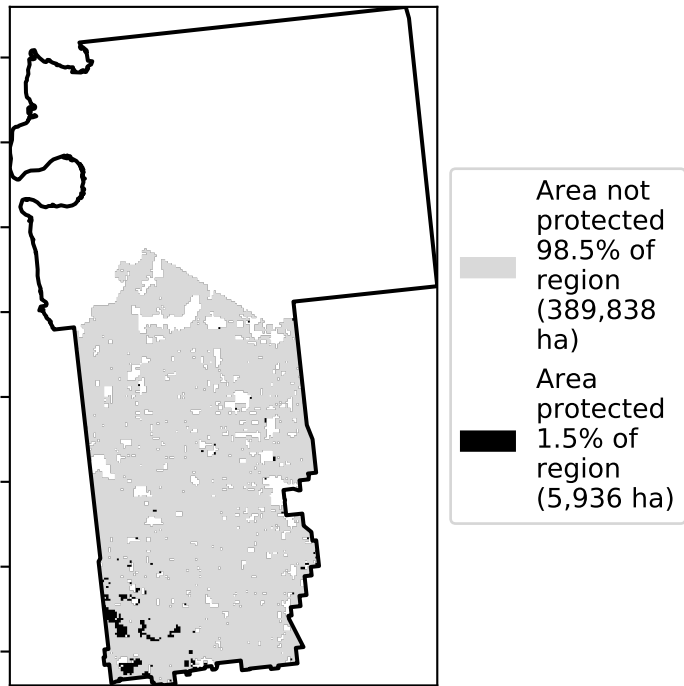 Area not
protected
98.5% of
region
(389,838
ha)
Area
protected
1.5% of
region
(5,936 ha)